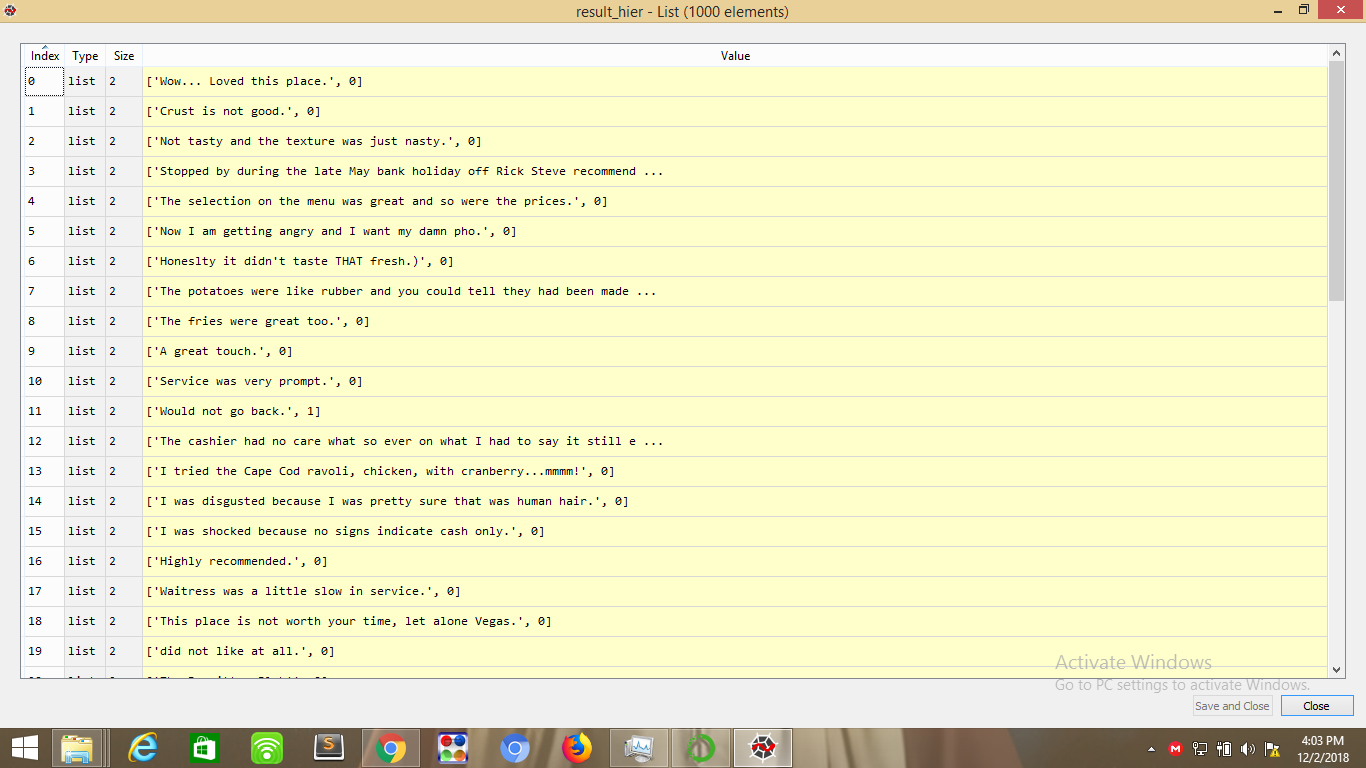 result_hier - List (1000 elements)
Index Type Size Value
0 list 2 ['Wow... Loved this place.', 0]
1 list 2 ['Crust is not good.', 0]
2 list 2 ['Not tasty and the texture was just nasty.', 0]
3 list 2 ['Stopped by during the late May bank holiday off Rick Steve recommend ...
4 list 2 ['The selection on the menu was great and so were the prices.', 0]
5 list 2 ['Now I am getting angry and I want my damn pho.', 0]
6 list 2 ['Honeslty it didn't taste THAT fresh.)', 0]
7 list 2 ['The potatoes were like rubber and you could tell they had been made ...
8 list 2 ['The fries were great too.', 0]
9 list 2 ['A great touch.', 0]
10 list 2 ['Service was very prompt.', 0]
11 list 2 ['Would not go back.', 1]
12 list 2 ['The cashier had no care what so ever on what I had to say it still e ...
13 list 2 ['I tried the Cape Cod ravoli, chicken, with cranberry...mmmm!', 0]
14 list 2 ['I was disgusted because I was pretty sure that was human hair.', 0]
15 list 2 ['I was shocked because no signs indicate cash only.', 0]
16 list 2 ['Highly recommended.', 0]
17 list 2 ['Waitress was a little slow in service.', 0]
18 list 2 ['This place is not worth your time, let alone Vegas.', 0]
19 list 2 ['did not like at all.', 0]
Activate Windows
Go to PC settings to activate Windows.
Save and Close Close
4:03 PM
12/2/2018